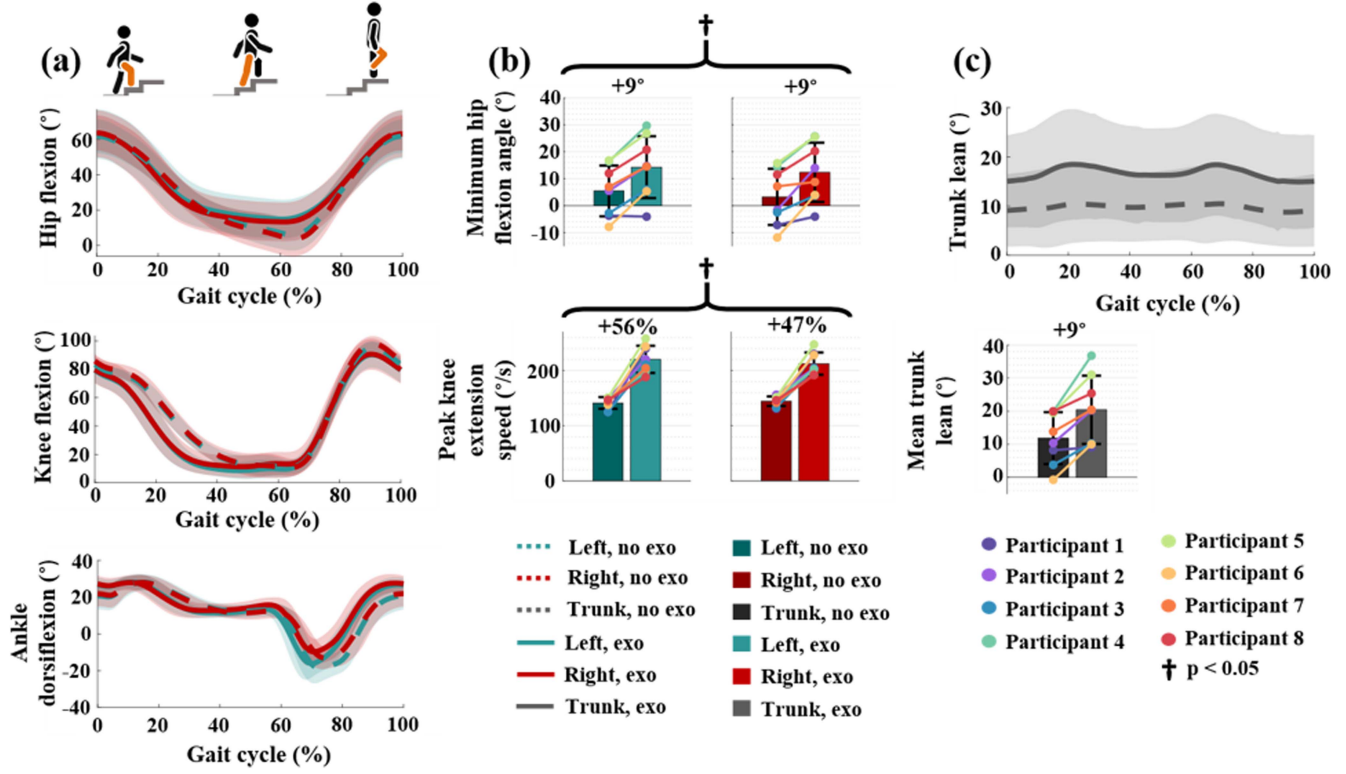 (a)
Hip flexion (°)
60
40
20
0
0 20 40 60 80 100
Gait cycle (%)
Knee flexion (°)
100
80
60
40
20
0
0 20 40 60 80 100
Gait cycle (%)
Ankle
dorsiflexion (°)
40
20
0
-20
-40
0 20 40 60 80 100
Gait cycle (%)
(b)
†
+9° +9°
Minimum hip
flexion angle (°)
40
30
20
10
0
-10
†
+56% +47%
Peak knee
extension
speed (°/s)
200
100
0
Left, no exo
Right, no exo
Trunk, no exo
Left, exo
Right, exo
Trunk, exo
Left, no exo
Right, no exo
Trunk, no exo
Left, exo
Right, exo
Trunk, exo
(c)
Trunk lean (°)
30
20
10
0
0 20 40 60 80 100
Gait cycle (%)
+9°
Mean trunk
lean (°)
40
30
20
10
0
Participant 1
Participant 2
Participant 3
Participant 4
Participant 5
Participant 6
Participant 7
Participant 8
† p < 0.05